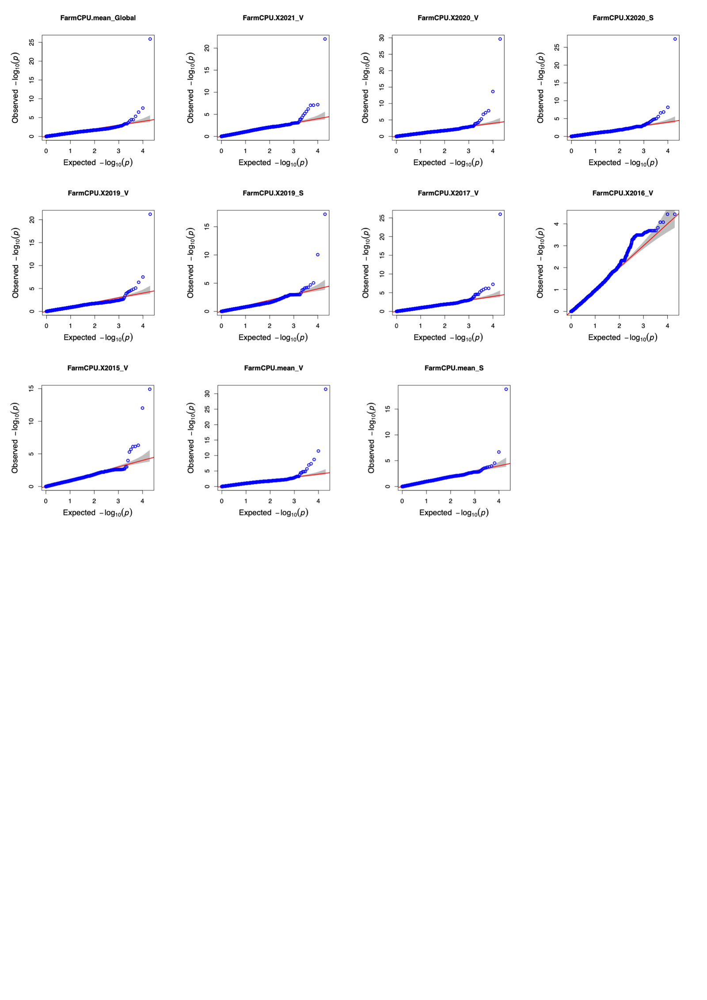 FarmCPU.mean_Global
Observed −log10(p)
25
20
15
10
5
0
0 1 2 3 4
Expected −log10(p)
FarmCPU.X2021_V
Observed −log10(p)
20
15
10
5
0
0 1 2 3 4
Expected −log10(p)
FarmCPU.X2020_V
Observed −log10(p)
30
25
20
15
10
5
0
0 1 2 3 4
Expected −log10(p)
FarmCPU.X2020_S
Observed −log10(p)
25
20
15
10
5
0
0 1 2 3 4
Expected −log10(p)
FarmCPU.X2019_V
Observed −log10(p)
20
15
10
5
0
0 1 2 3 4
Expected −log10(p)
FarmCPU.X2019_S
Observed −log10(p)
15
10
5
0
0 1 2 3 4
Expected −log10(p)
FarmCPU.X2017_V
Observed −log10(p)
25
20
15
10
5
0
0 1 2 3 4
Expected −log10(p)
FarmCPU.X2016_V
Observed −log10(p)
4
3
2
1
0
0 1 2 3 4
Expected −log10(p)
FarmCPU.X2015_V
Observed −log10(p)
15
10
5
0
0 1 2 3 4
Expected −log10(p)
FarmCPU.mean_V
Observed −log10(p)
30
25
20
15
10
5
0
0 1 2 3 4
Expected −log10(p)
FarmCPU.mean_S
Observed −log10(p)
15
10
5
0
0 1 2 3 4
Expected −log10(p)